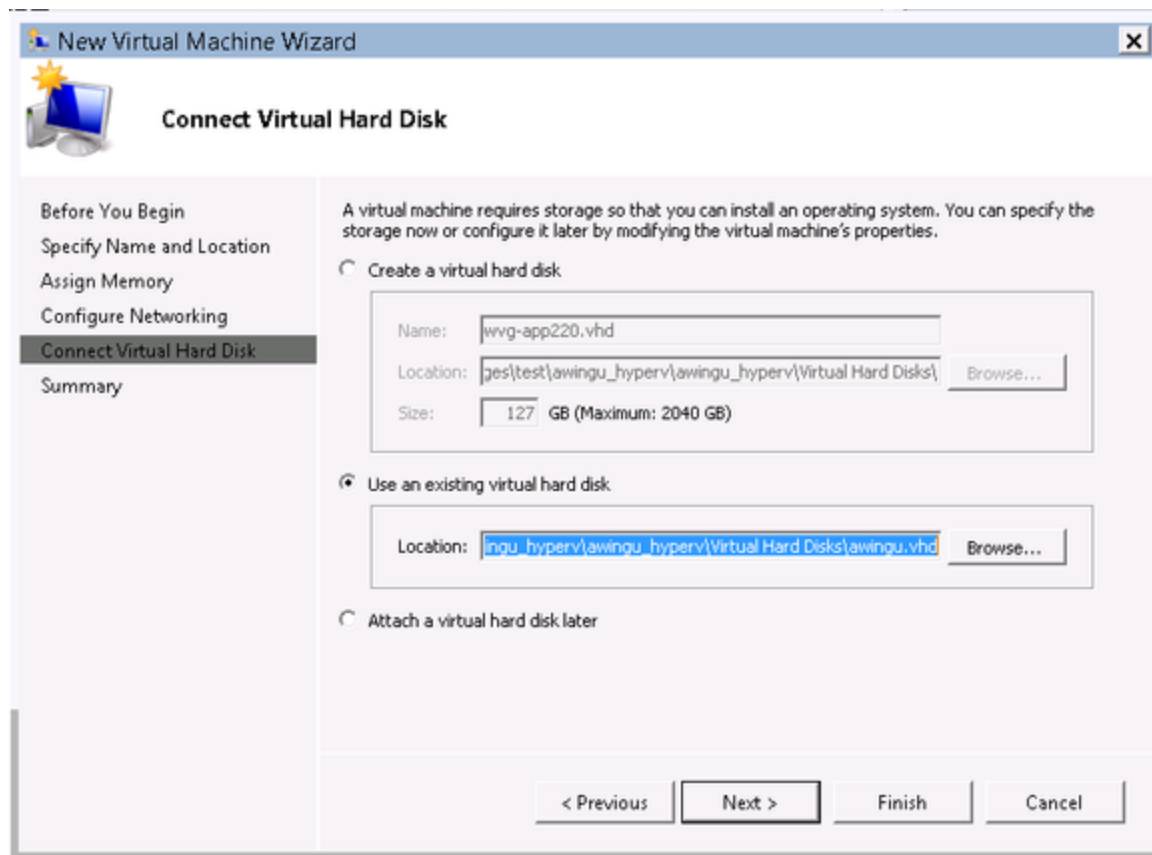 New Virtual Machine Wizard
Connect Virtual Hard Disk
Before You Begin
Specify Name and Location
Assign Memory
Configure Networking
Connect Virtual Hard Disk
Summary
A virtual machine requires storage so that you can install an operating system. You can specify the
storage now or configure it later by modifying the virtual machine's properties.
Create a virtual hard disk
Name: wvg-app220.vhd
Location: ges\test\awingu_hyperv\awingu_hyperv\Virtual Hard Disks\ Browse...
Size: 127 GB (Maximum: 2040 GB)
Use an existing virtual hard disk
Location: ingu_hyperv\awingu_hyperv\Virtual Hard Disks\awingu.vhd Browse...
Attach a virtual hard disk later
< Previous Next > Finish Cancel